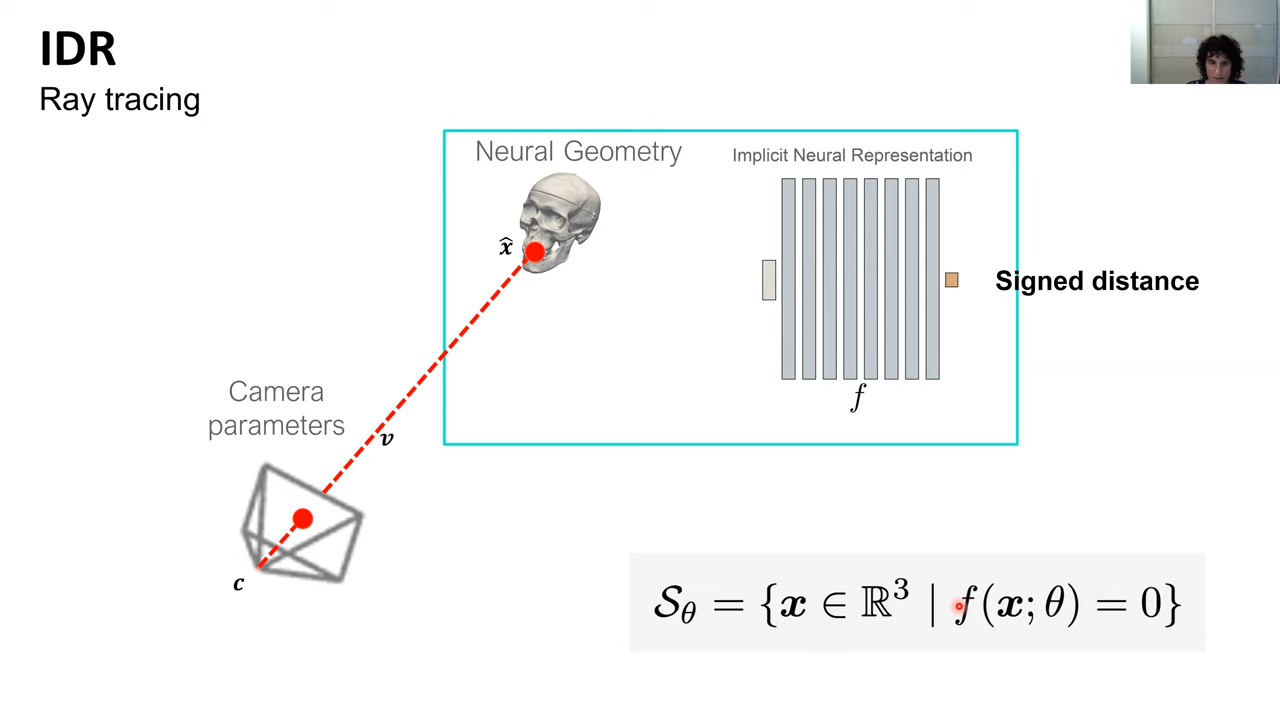 IDR
Ray tracing
Neural Geometry
Implicit Neural Representation
x̂
Signed distance
f
Camera
parameters
v
c
𝒮_θ = {𝒙 ∈ ℝ³ | f(𝒙; θ) = 0}